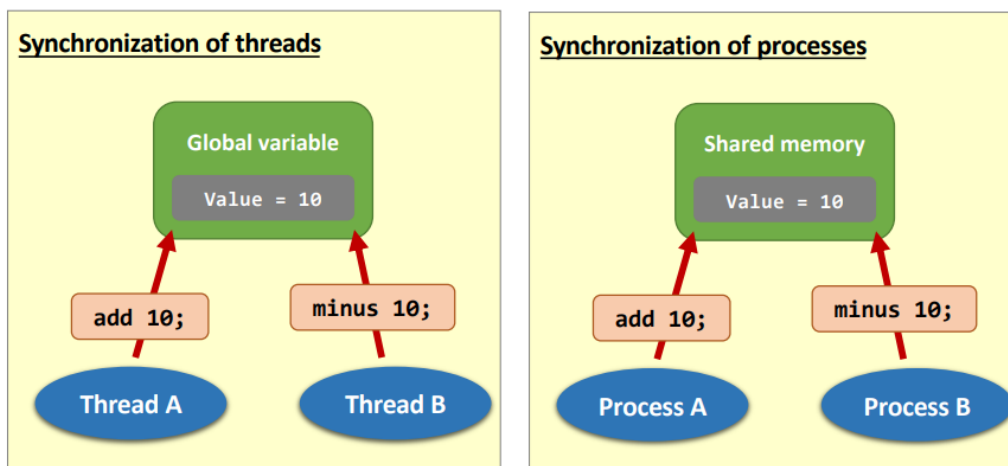 Synchronization of threads
Global variable
Value = 10
add 10;
minus 10;
Thread A
Thread B
Synchronization of processes
Shared memory
Value = 10
add 10;
minus 10;
Process A
Process B